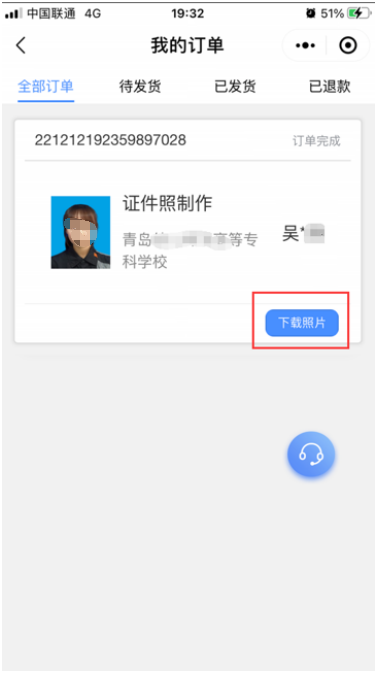 中国联通 4G 19:32 51%
我的订单
全部订单 待发货 已发货 已退款
221212192359897028 订单完成
证件照制作
吴*
青岛 高等专
科学校
下载照片